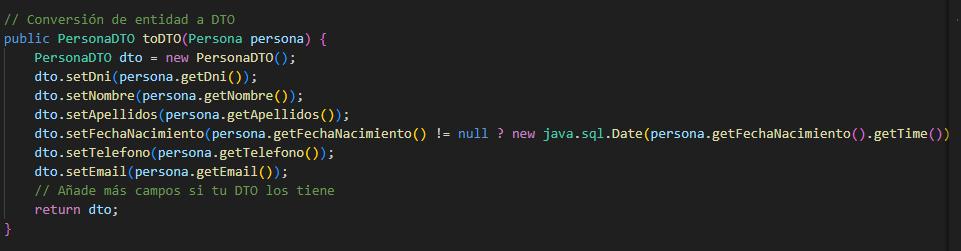 // Conversión de entidad a DTO
public PersonaDTO toDTO(Persona persona) {
    PersonaDTO dto = new PersonaDTO();
    dto.setDni(persona.getDni());
    dto.setNombre(persona.getNombre());
    dto.setApellidos(persona.getApellidos());
    dto.setFechaNacimiento(persona.getFechaNacimiento() != null ? new java.sql.Date(persona.getFechaNacimiento().getTime())
    dto.setTelefono(persona.getTelefono());
    dto.setEmail(persona.getEmail());
    // Añade más campos si tu DTO los tiene
    return dto;
}